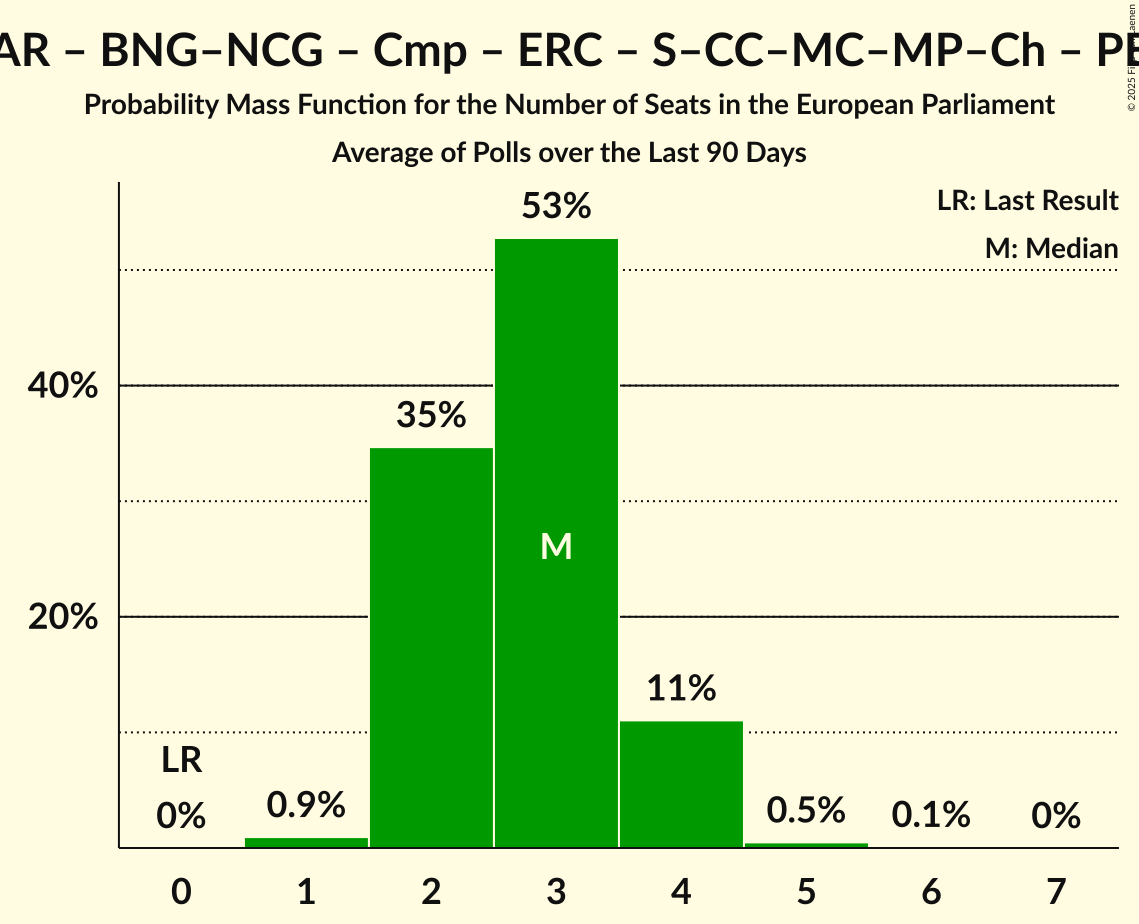 AR – BNG–NCG – Cmp – ERC – S–CC–MC–MP–Ch –
Probability Mass Function for the Number of Seats in the European Parliament
Average of Polls over the Last 90 Days
© 2025
LR: Last Result
M: Median
53%
40%
35%
M
20%
11%
LR
0%
0.9%
0.5%
0.1%
0%
0 1 2 3 4 5 6 7